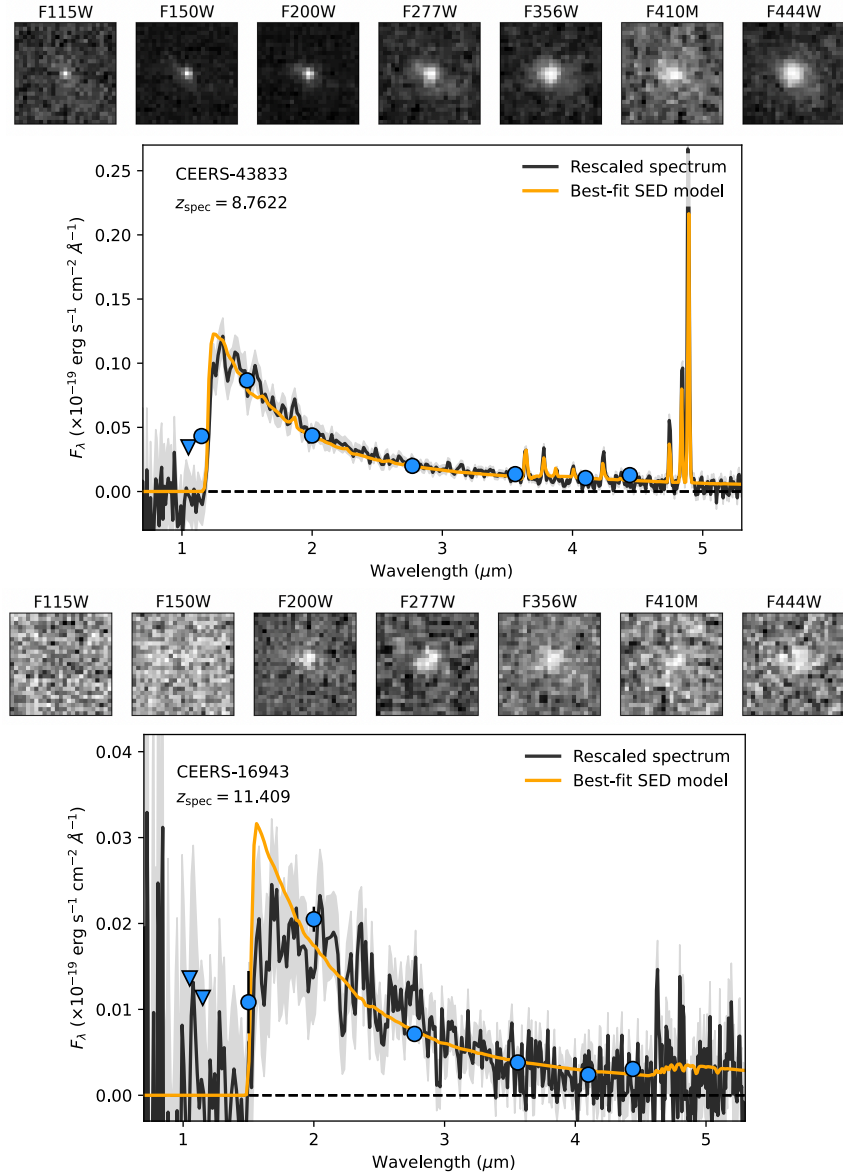 F115W F150W F200W F277W F356W F410M F444W
CEERS-43833
z_spec = 8.7622
Rescaled spectrum
Best-fit SED model
F_λ (×10⁻¹⁹ erg s⁻¹ cm⁻² Å⁻¹)
0.25
0.20
0.15
0.10
0.05
0.00
1 2 3 4 5
Wavelength (μm)
F115W F150W F200W F277W F356W F410M F444W
CEERS-16943
z_spec = 11.409
Rescaled spectrum
Best-fit SED model
F_λ (×10⁻¹⁹ erg s⁻¹ cm⁻² Å⁻¹)
0.04
0.03
0.02
0.01
0.00
1 2 3 4 5
Wavelength (μm)